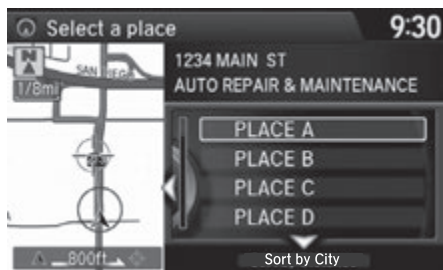 Select a place
9:30
N
1/8mi
SAN
1234 MAIN ST
AUTO REPAIR & MAINTENANCE
PLACE A
PLACE B
PLACE C
PLACE D
800ft
Sort by City